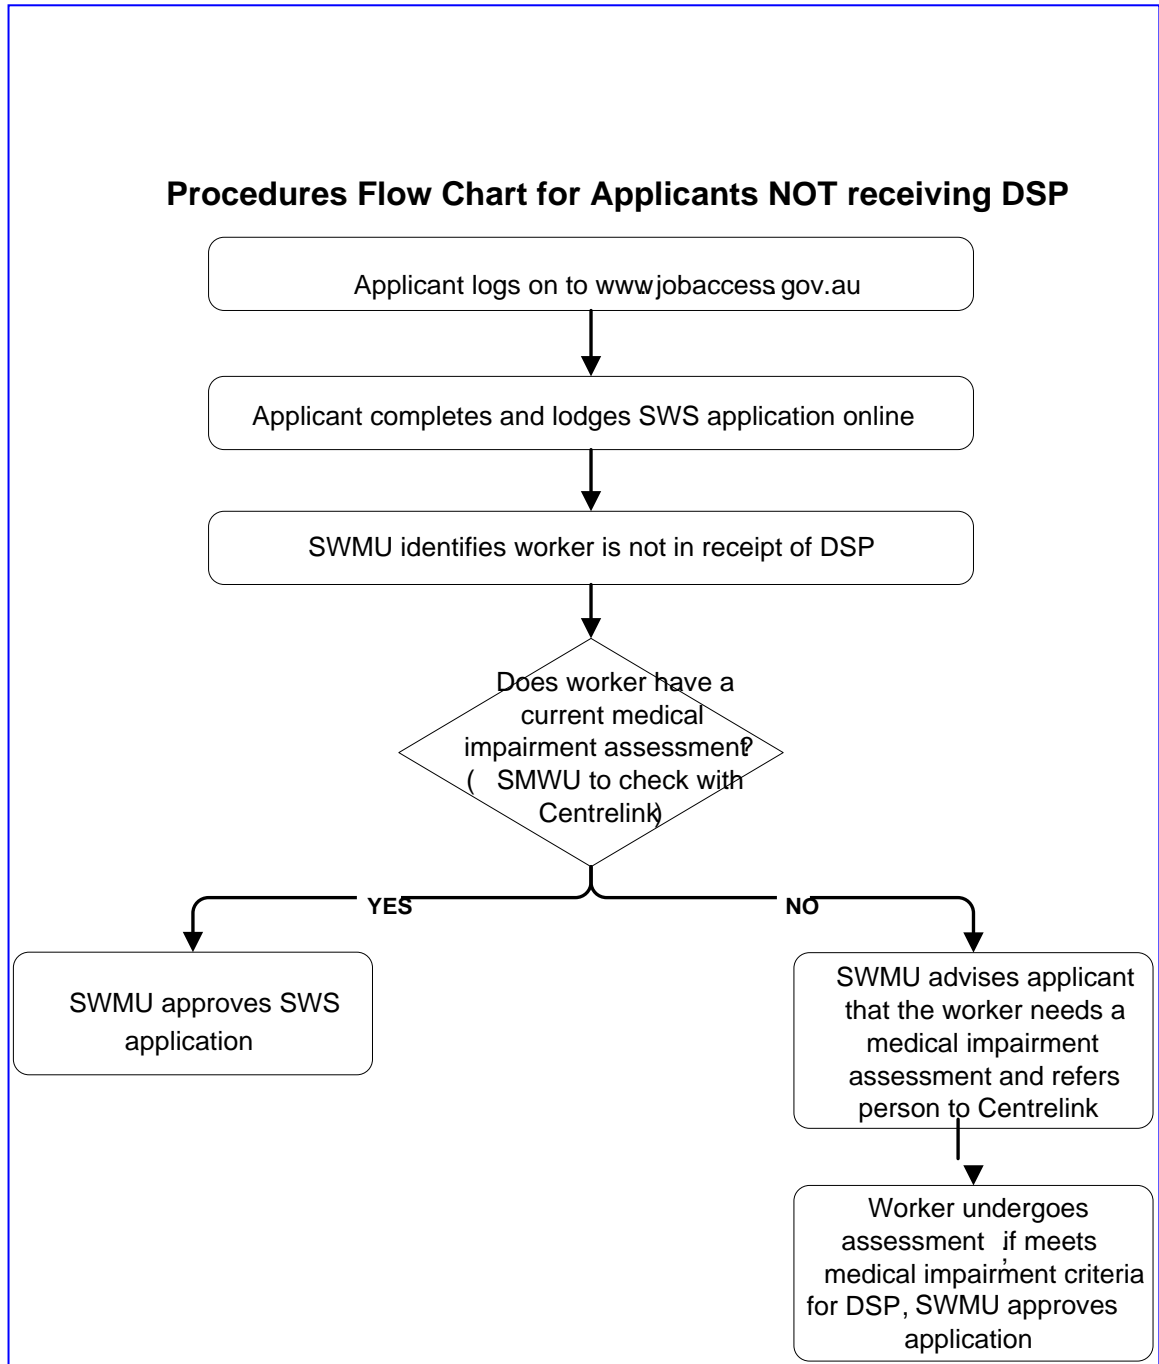 Procedures Flow Chart for Applicants NOT receiving DSP
Applicant logs on to www.jobaccess.gov.au
Applicant completes and lodges SWS application online
SWMU identifies worker is not in receipt of DSP
Does worker have a
current medical
impairment assessment?
( SMWU to check with
Centrelink)
YES
NO
SWMU approves SWS
application
SWMU advises applicant
that the worker needs a
medical impairment
assessment and refers
person to Centrelink
Worker undergoes
assessment ; if meets
medical impairment criteria
for DSP, SWMU approves
application